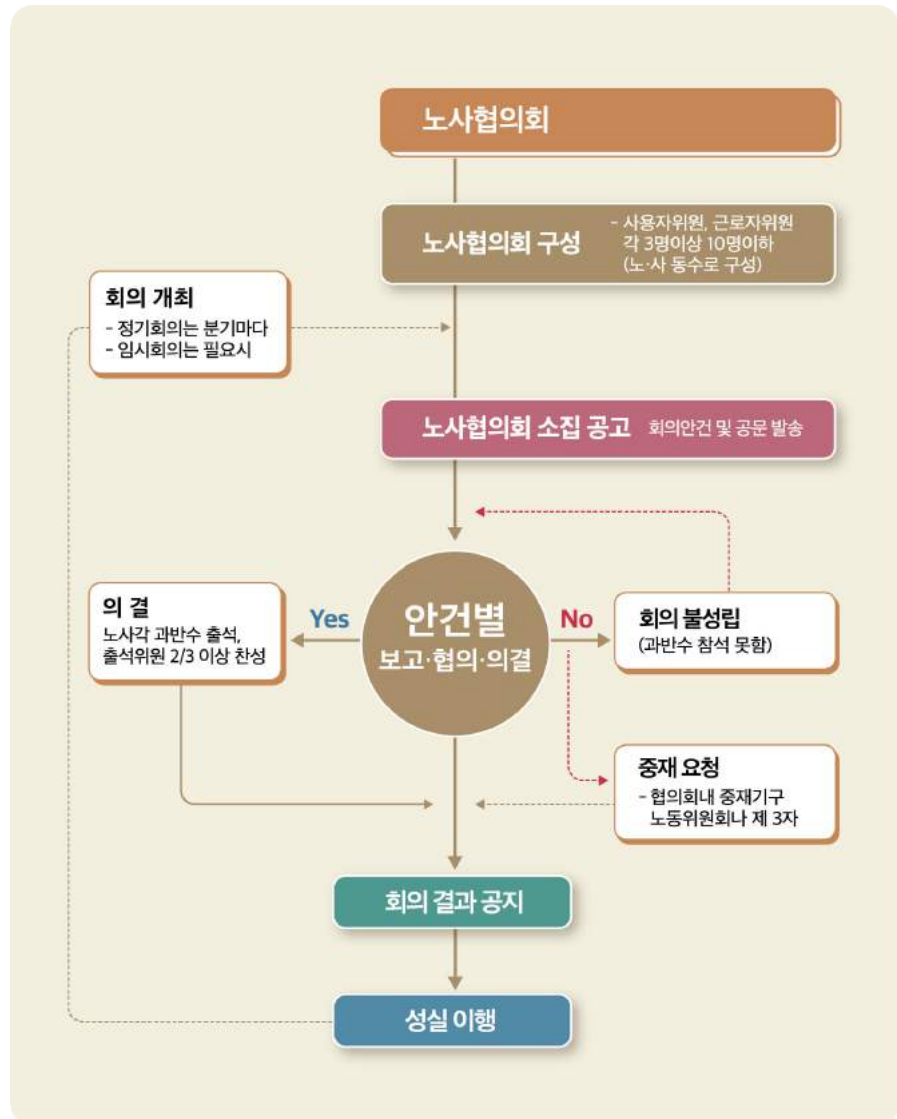 노사협의회
노사협의회 구성
- 사용자위원, 근로자위원
각 3명이상 10명이하
(노·사 동수로 구성)
회의 개최
- 정기회의는 분기마다
- 임시회의는 필요시
노사협의회 소집 공고 회의안건 및 공문 발송
의 결
노사각 과반수 출석,
출석위원 2/3 이상 찬성
Yes
안건별
보고·협의·의결
No
회의 불성립
(과반수 참석 못함)
중재 요청
- 협의회내 중재기구
노동위원회나 제 3자
회의 결과 공지
성실 이행